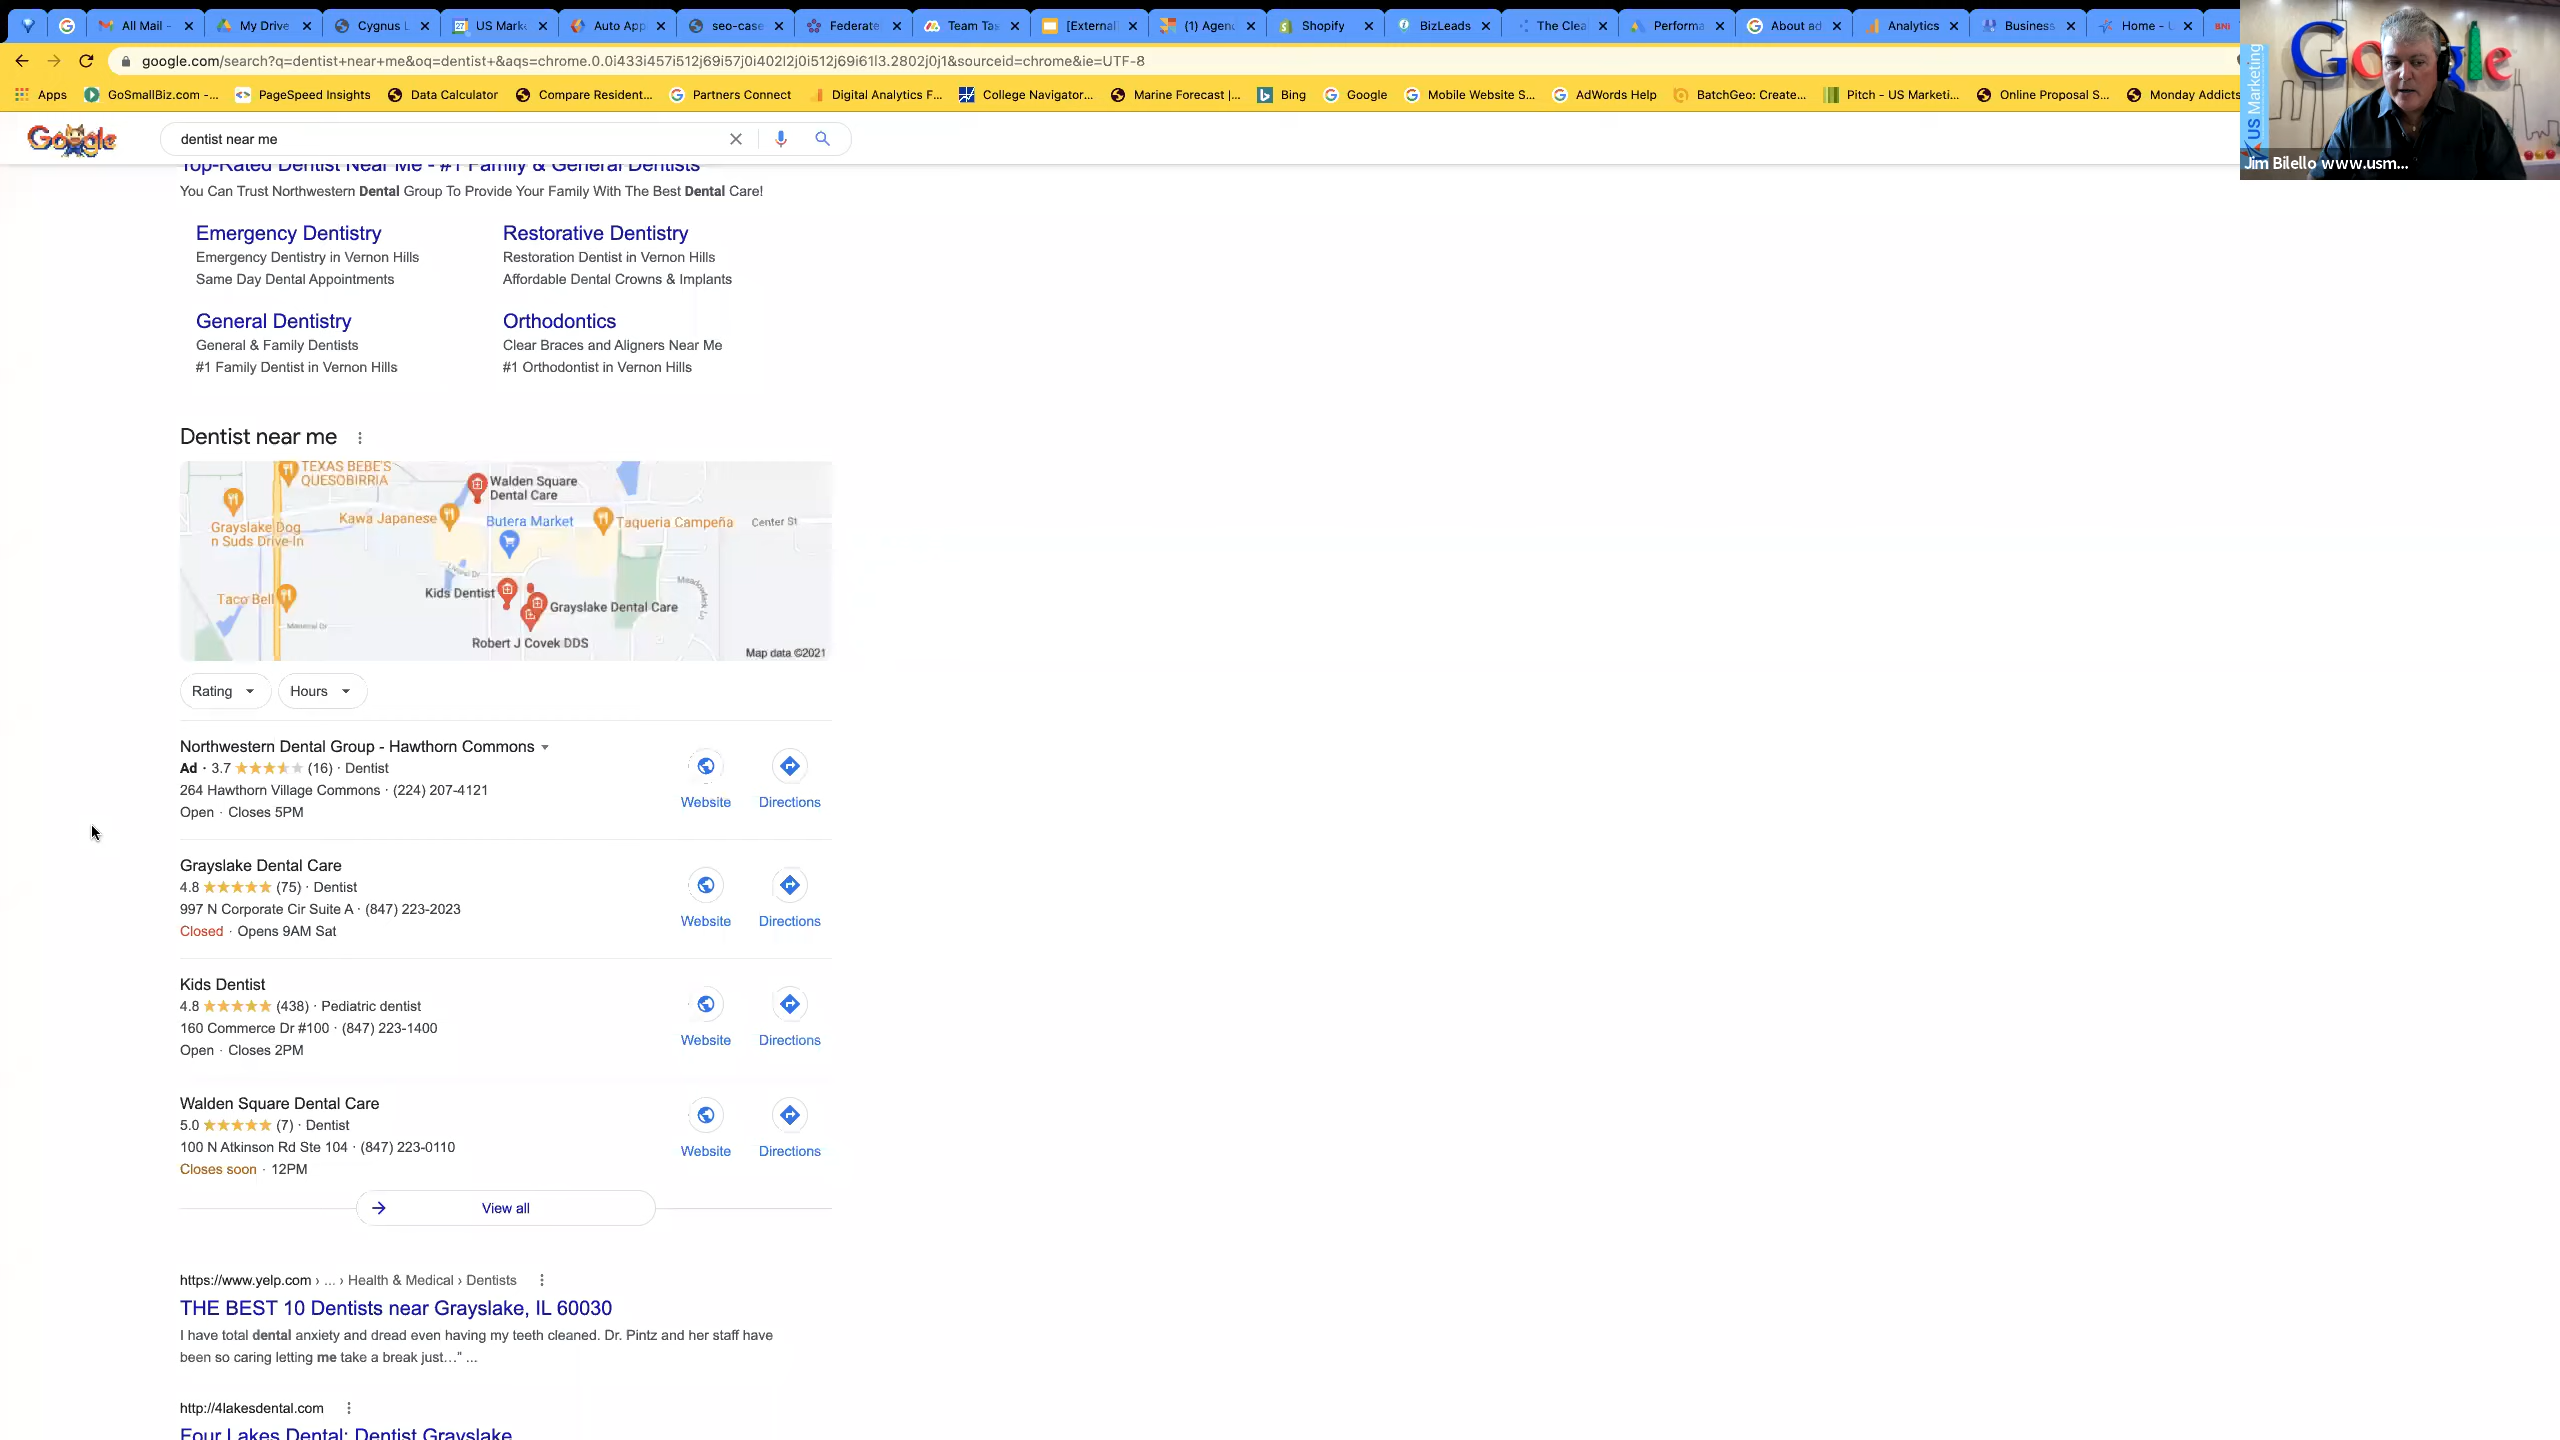 All Mail -
My Drive
Cygnus L
US Marke
Auto App
seo-case
Federate
Team Tas
[External
(1) Agenc
Shopify
BizLeads
The Clea
Performa
About ad
Analytics
Business
Home - U
BNI
google.com/search?q=dentist+near+me&oq=dentist+&aqs=chrome.0.0i433i457i512j69i57j0i402l2j0i512j69i61l3.2802j0j1&sourceid=chrome&ie=UTF-8
Apps
GoSmallBiz.com -...
PageSpeed Insights
Data Calculator
Compare Resident...
Partners Connect
Digital Analytics F...
College Navigator...
Marine Forecast |...
Bing
Google
Mobile Website S...
AdWords Help
BatchGeo: Create...
Pitch - US Marketi...
Online Proposal S...
Monday Addicts
Google
US Marketing
Jim Bilello www.usm...
Google
dentist near me
Top-Rated Dentist Near Me - #1 Family & General Dentists
You Can Trust Northwestern Dental Group To Provide Your Family With The Best Dental Care!
Emergency Dentistry
Emergency Dentistry in Vernon Hills
Same Day Dental Appointments
Restorative Dentistry
Restoration Dentist in Vernon Hills
Affordable Dental Crowns & Implants
General Dentistry
General & Family Dentists
#1 Family Dentist in Vernon Hills
Orthodontics
Clear Braces and Aligners Near Me
#1 Orthodontist in Vernon Hills
Dentist near me
TEXAS BEBE'S
QUESOBIRRIA
Walden Square
Dental Care
Grayslake Dog
n Suds Drive-In
Kawa Japanese
Butera Market
Taqueria Campeña
Center St
Taco Bell
Kids Dentist
Grayslake Dental Care
Robert J Covek DDS
Map data ©2021
Rating
Hours
Northwestern Dental Group - Hawthorn Commons
Ad · 3.7 (16) · Dentist
264 Hawthorn Village Commons · (224) 207-4121
Open · Closes 5PM
Website
Directions
Grayslake Dental Care
4.8 (75) · Dentist
997 N Corporate Cir Suite A · (847) 223-2023
Closed · Opens 9AM Sat
Website
Directions
Kids Dentist
4.8 (438) · Pediatric dentist
160 Commerce Dr #100 · (847) 223-1400
Open · Closes 2PM
Website
Directions
Walden Square Dental Care
5.0 (7) · Dentist
100 N Atkinson Rd Ste 104 · (847) 223-0110
Closes soon · 12PM
Website
Directions
View all
https://www.yelp.com › ... › Health & Medical › Dentists
THE BEST 10 Dentists near Grayslake, IL 60030
I have total dental anxiety and dread even having my teeth cleaned. Dr. Pintz and her staff have
been so caring letting me take a break just…" ...
http://4lakesdental.com
Four Lakes Dental: Dentist Grayslake